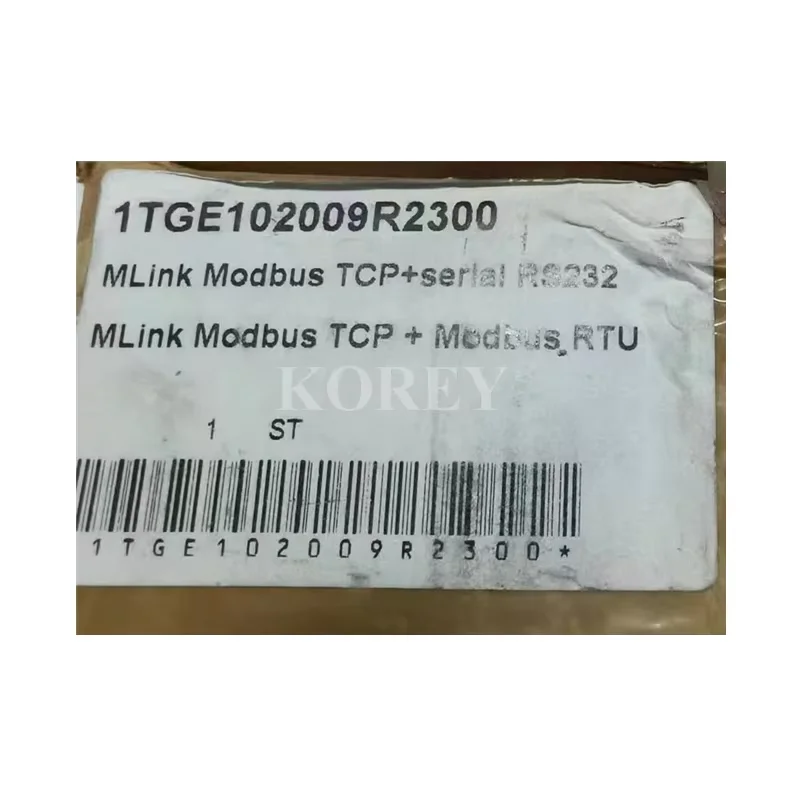 1TGE102009R2300
MLink Modbus TCP+serial RS232
MLink Modbus TCP + Modbus RTU
KOREY
1 ST
1TGE102009R2300*